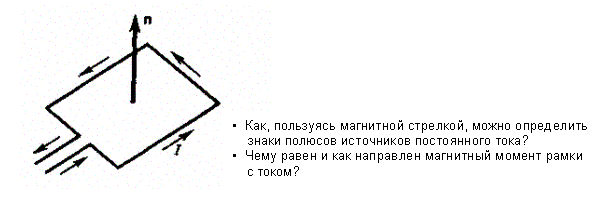 n
I
• Как, пользуясь магнитной стрелкой, можно определить
знаки полюсов источников постоянного тока?
• Чему равен и как направлен магнитный момент рамки
с током?